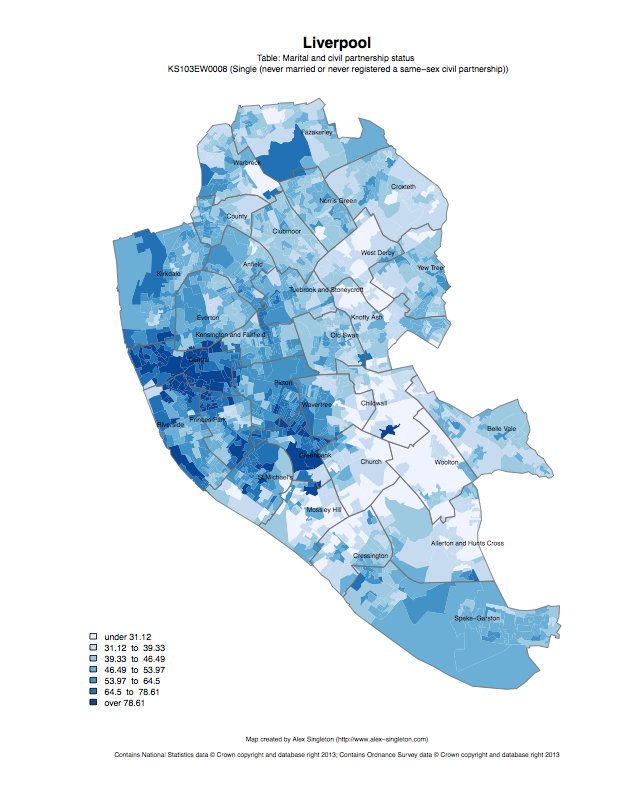 Liverpool
Table: Marital and civil partnership status
KS103EW0008 (Single (never married or never registered a same−sex civil partnership))
Fazakerley
Warbreck
Croxteth
Norris Green
County
Clubmoor
West Derby
Anfield
Yew Tree
Kirkdale
Tuebrook and Stoneycroft
Everton
Knotty Ash
Kensington and Fairfield
Old Swan
Central
Picton
Wavertree
Childwall
Princes Park
Riverside
Belle Vale
Greenbank
Church
Woolton
St Michael's
Mossley Hill
Allerton and Hunts Cross
Cressington
Speke−Garston
under 31.12
31.12 to 39.33
39.33 to 46.49
46.49 to 53.97
53.97 to 64.5
64.5 to 78.61
over 78.61
Map created by Alex Singleton (http://www.alex−singleton.com)
Contains National Statistics data © Crown copyright and database right 2013; Contains Ordnance Survey data © Crown copyright and database right 2013